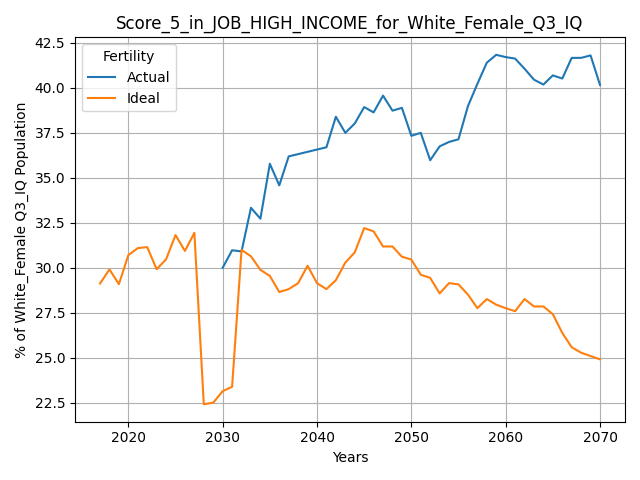 Score_5_in_JOB_HIGH_INCOME_for_White_Female_Q3_IQ
Fertility
Actual
Ideal
% of White_Female Q3_IQ Population
42.5
40.0
37.5
35.0
32.5
30.0
27.5
25.0
22.5
2020 2030 2040 2050 2060 2070
Years